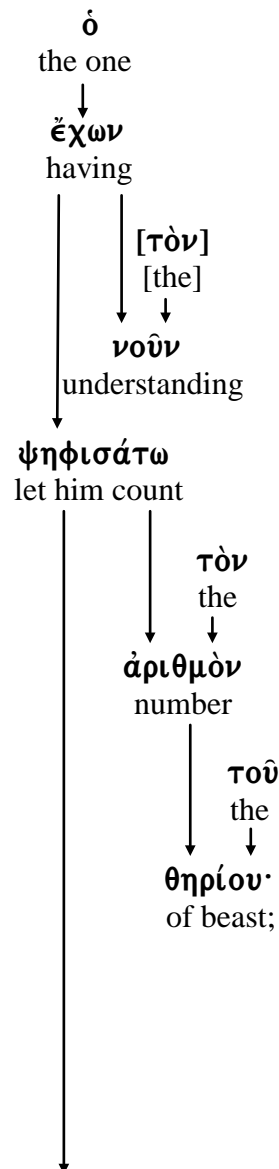 ὁ
the one
ἔχων
having
[τὸν]
[the]
νοῦν
understanding
ψηφισάτω
let him count
τὸν
the
ἀριθμὸν
number
τοῦ
the
θηρίου·
of beast;